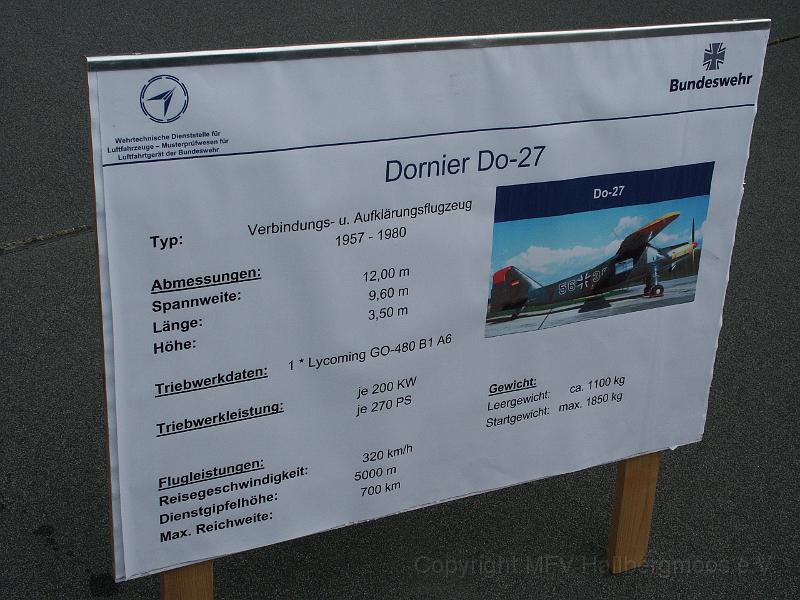 Wehrtechnische Dienststelle für
Luftfahrzeuge – Musterprüfwesen für
Luftfahrtgerät der Bundeswehr
Bundeswehr
Dornier Do-27
Typ: Verbindungs- u. Aufklärungsflugzeug
1957 - 1980
Do-27
56 3
Abmessungen:
Spannweite: 12,00 m
Länge: 9,60 m
Höhe: 3,50 m
Triebwerkdaten: 1 * Lycoming GO-480 B1 A6
Triebwerkleistung: je 200 KW
je 270 PS
Gewicht:
Leergewicht: ca. 1100 kg
Startgewicht: max. 1850 kg
Flugleistungen:
Reisegeschwindigkeit: 320 km/h
Dienstgipfelhöhe: 5000 m
Max. Reichweite: 700 km
Copyright MFV Hallbergmoos e.V.